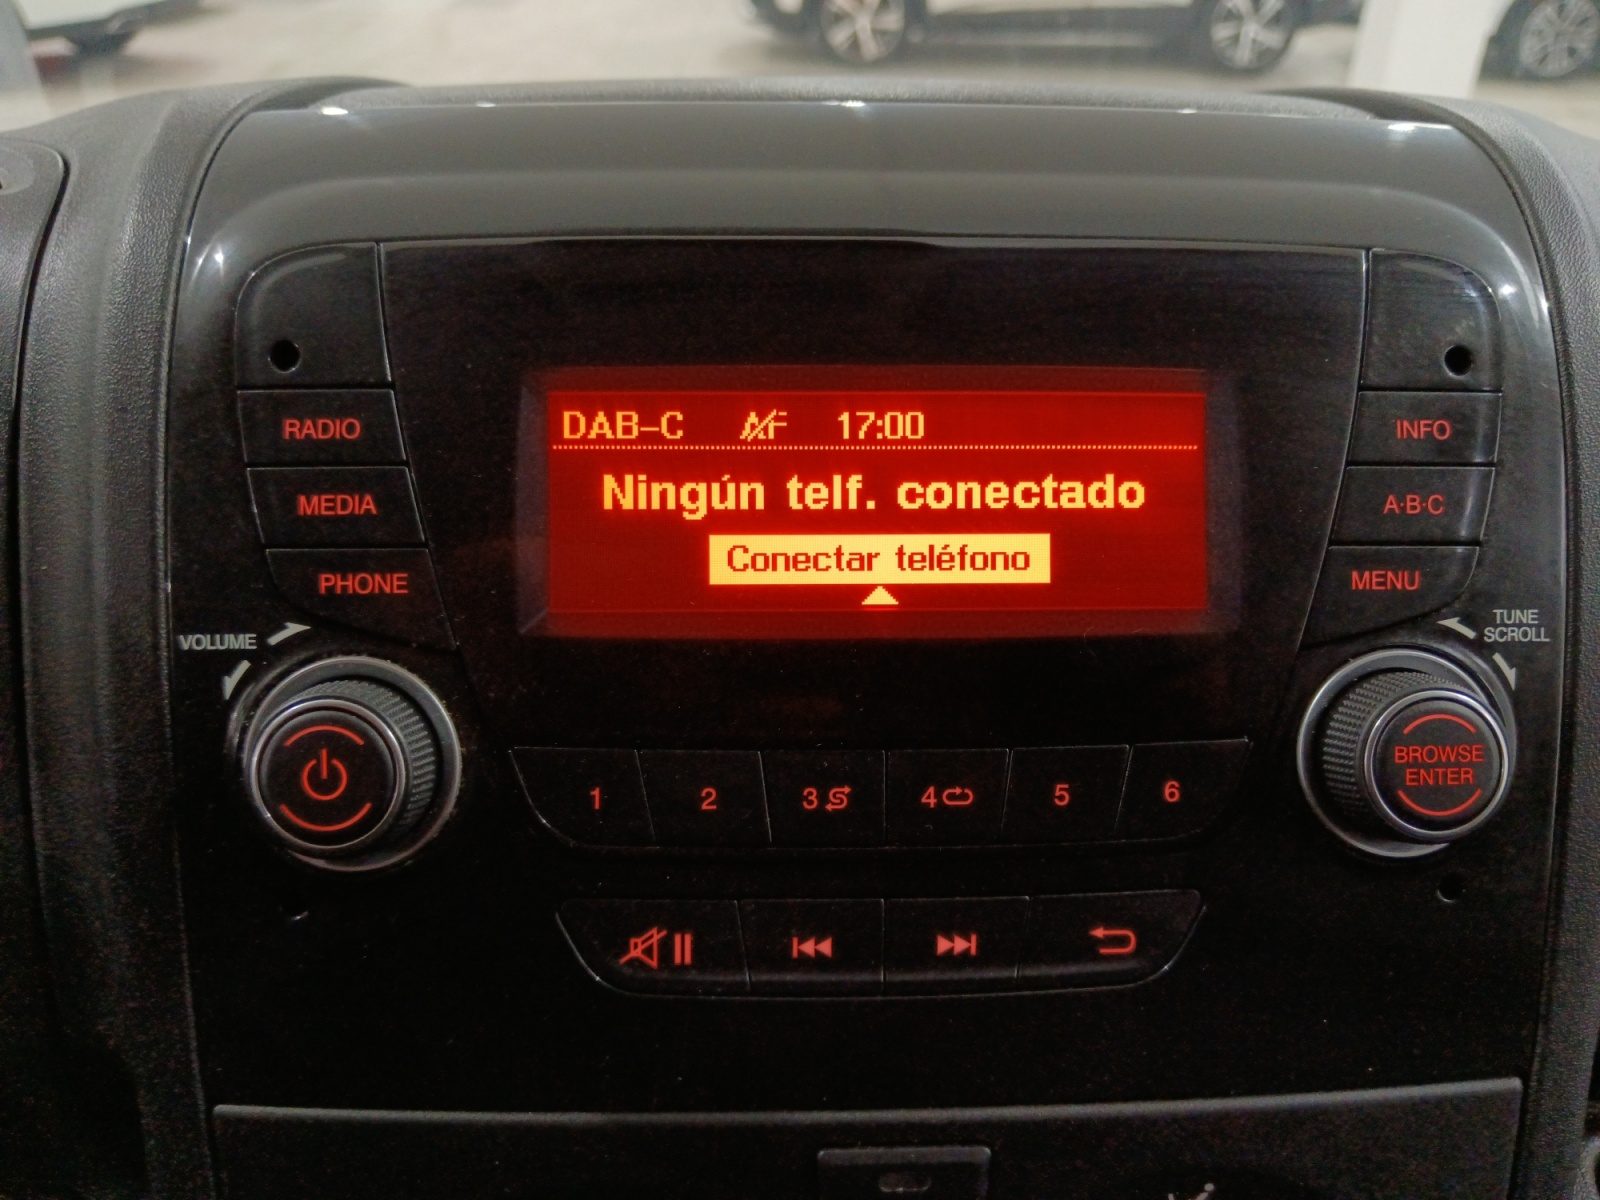 DAB-C AF 17:00
Ningún telf. conectado
Conectar teléfono
RADIO
MEDIA
PHONE
INFO
A·B·C
MENU
VOLUME
TUNE
SCROLL
BROWSE
ENTER
1 2 3 4 5 6